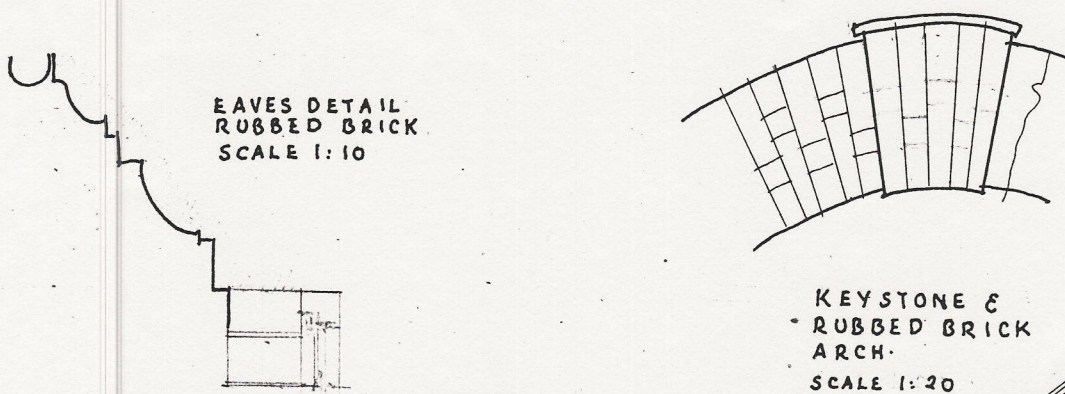 EAVES DETAIL
RUBBED BRICK
SCALE 1:10
KEYSTONE &
RUBBED BRICK
ARCH.
SCALE 1:20